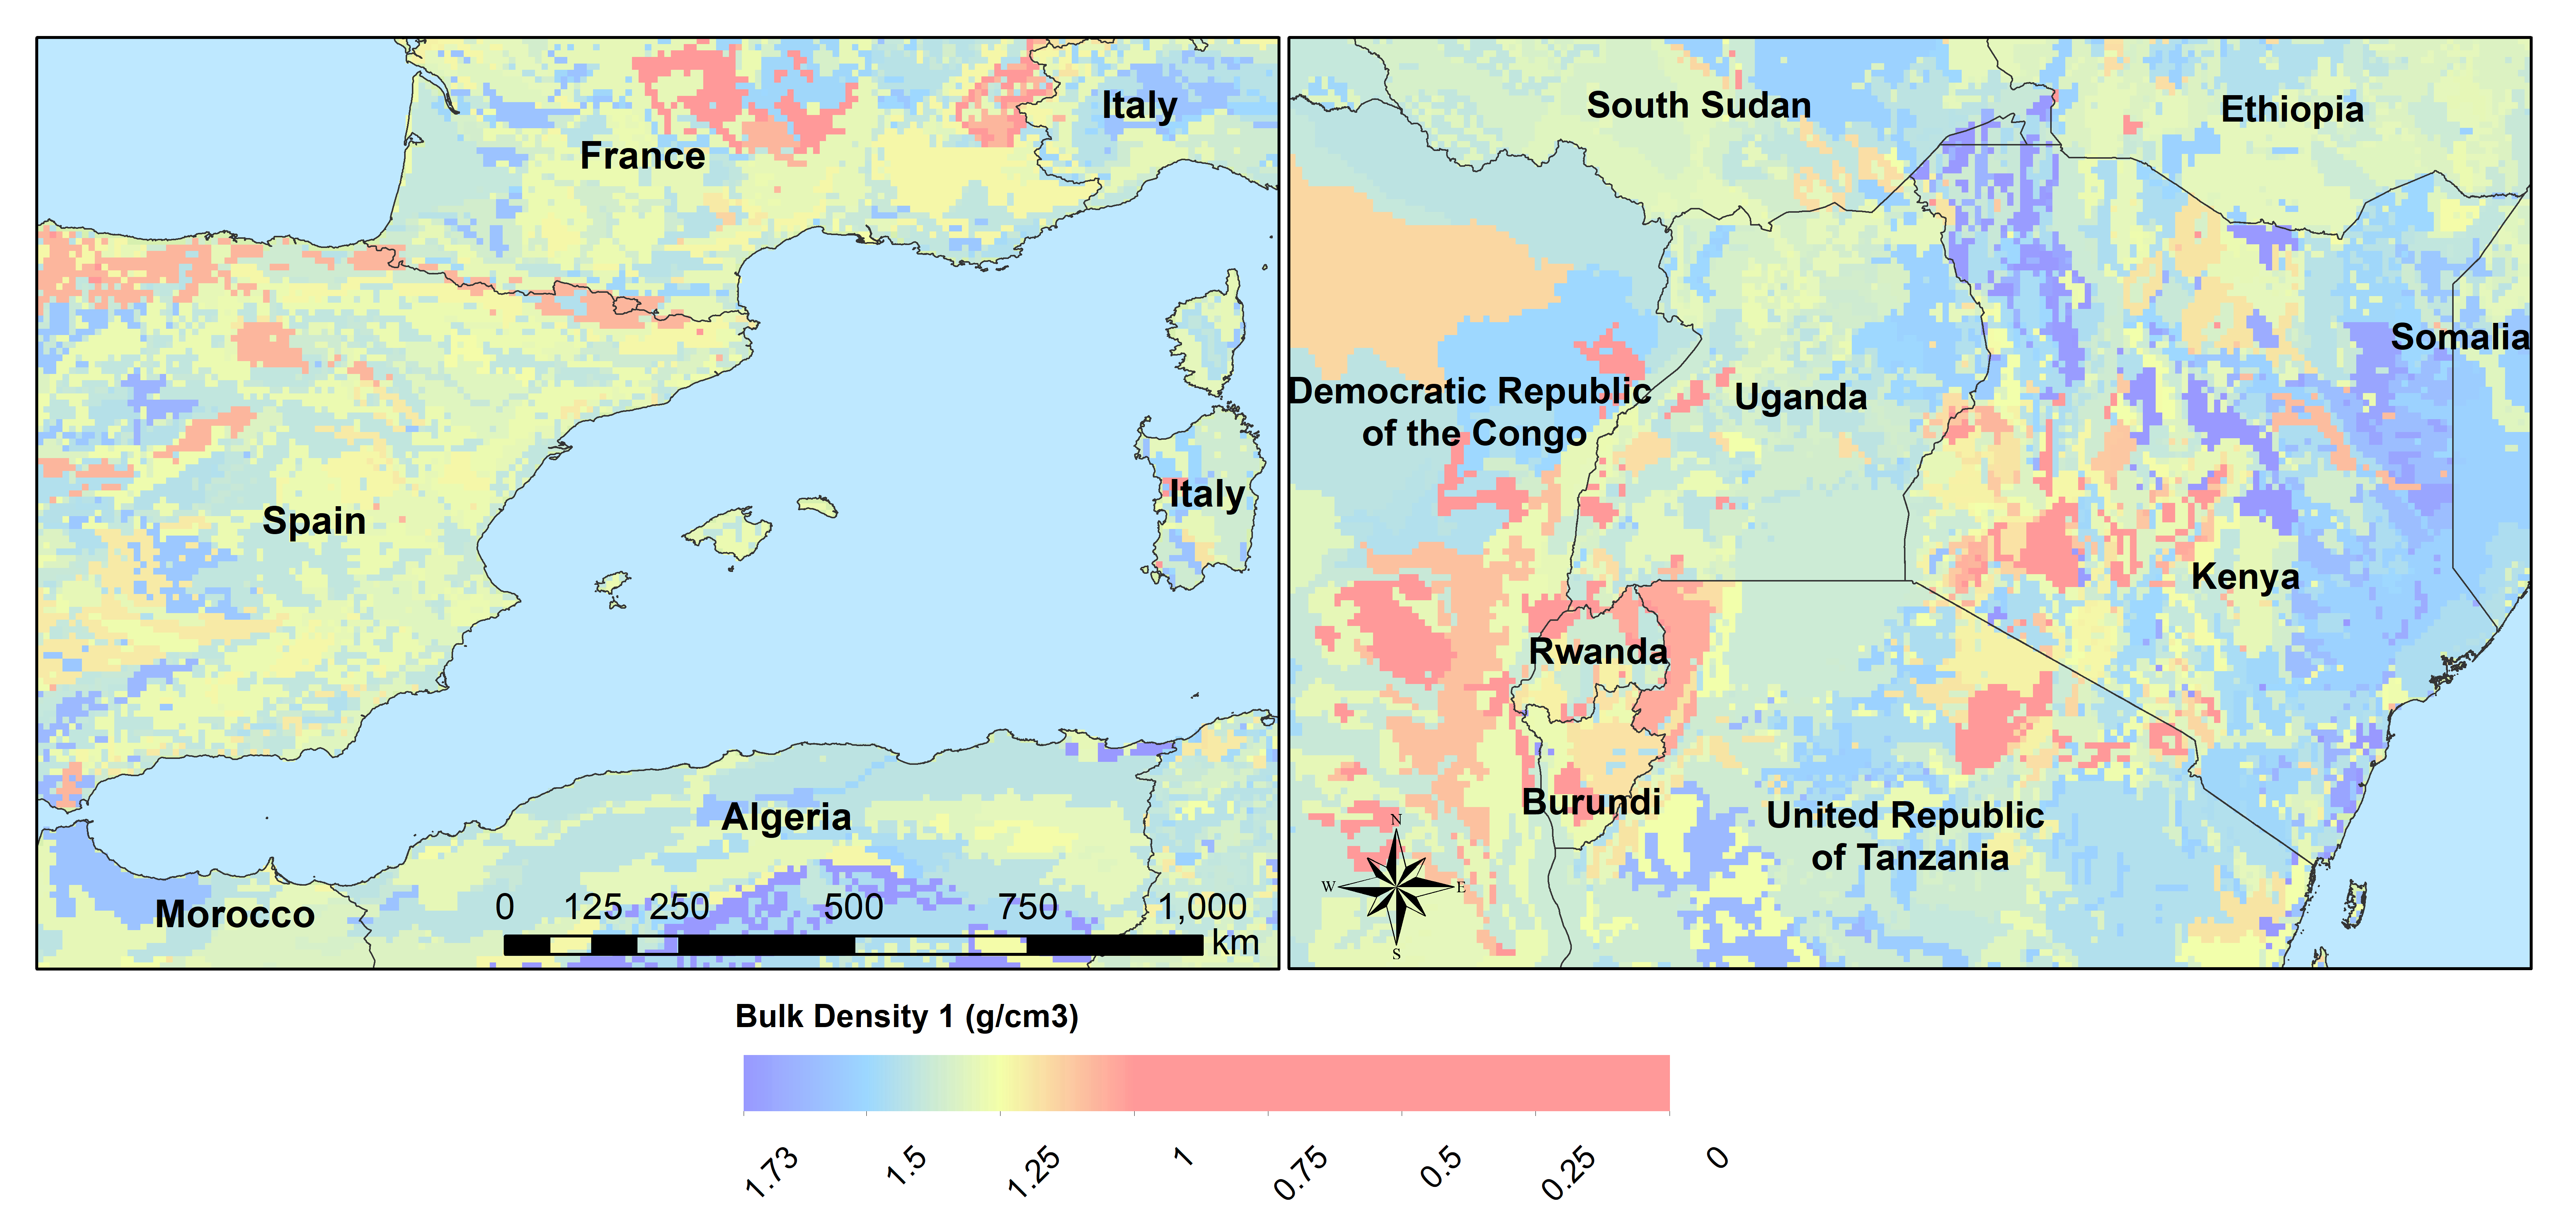 Italy
France
Spain
Italy
Algeria
Morocco
0 125 250 500 750 1,000
km
South Sudan
Ethiopia
Somalia
Democratic Republic
of the Congo
Uganda
Kenya
Rwanda
Burundi
United Republic
of Tanzania
N
W E
S
Bulk Density 1 (g/cm3)
1.73 1.5 1.25 1 0.75 0.5 0.25 0